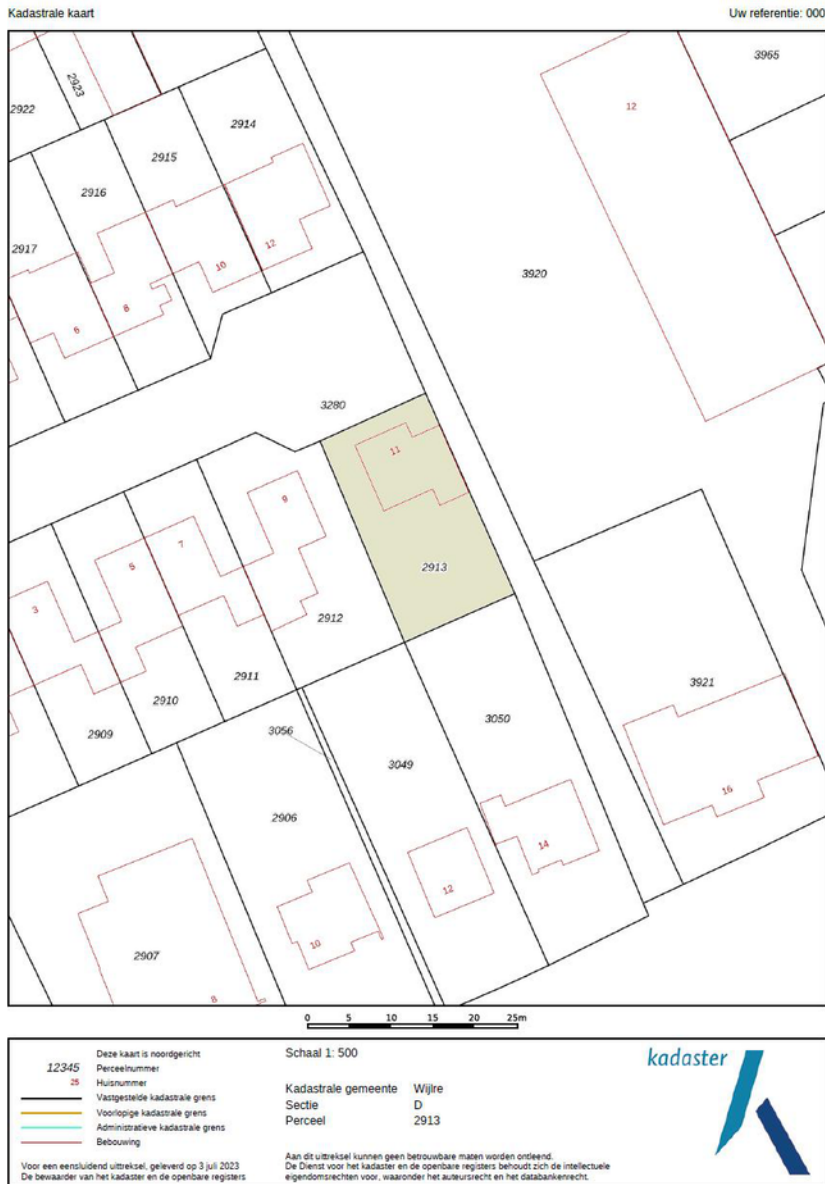 Kadastrale kaart
Uw referentie: 000
2922
2923
3965
12
2914
2915
2916
2917
12
10
8
6
3920
3280
11
9
7
5
3
2913
2912
2911
2910
2909
3921
3050
3056
3049
2906
16
14
12
10
2907
8
0 5 10 15 20 25m
Deze kaart is noordgericht
12345 Perceelnummer
25 Huisnummer
Vastgestelde kadastrale grens
Voorlopige kadastrale grens
Administratieve kadastrale grens
Bebouwing
Voor een eensluidend uittreksel, geleverd op 3 juli 2023
De bewaarder van het kadaster en de openbare registers
Schaal 1: 500
Kadastrale gemeente Wijlre
Sectie D
Perceel 2913
Aan dit uittreksel kunnen geen betrouwbare maten worden ontleend.
De Dienst voor het kadaster en de openbare registers behoudt zich de intellectuele
eigendomsrechten voor, waaronder het auteursrecht en het databankenrecht.
kadaster